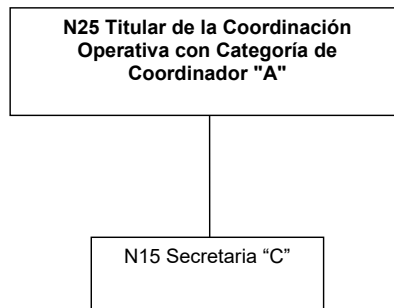 N25 Titular de la Coordinación
Operativa con Categoría de
Coordinador "A"
N15 Secretaria “C”